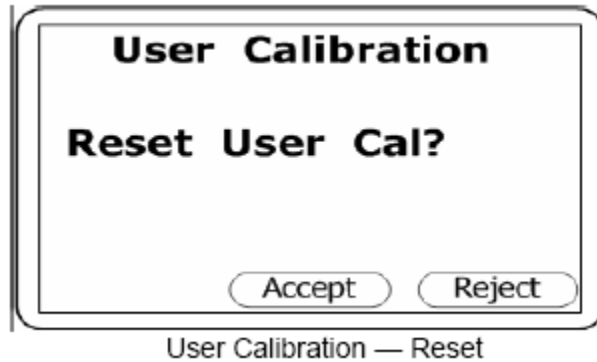 User Calibration
Reset User Cal?
Accept Reject
User Calibration — Reset